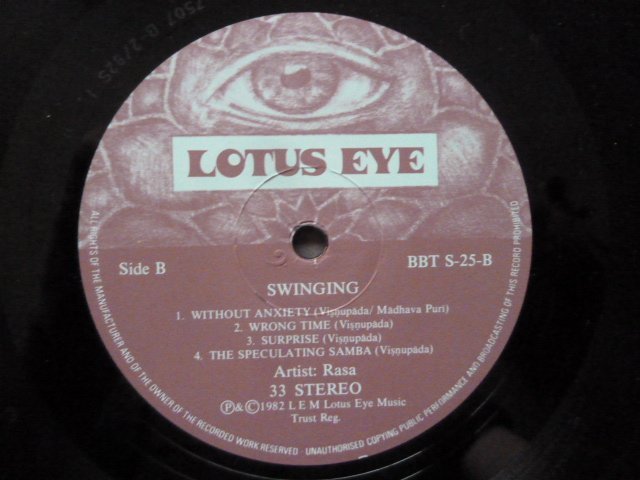 LOTUS EYE
Side B
BBT S-25-B
SWINGING
1. WITHOUT ANXIETY (Viṣṇupāda/ Mādhava Puri)
2. WRONG TIME (Viṣṇupāda)
3. SURPRISE (Viṣṇupāda)
4. THE SPECULATING SAMBA (Viṣṇupāda)
Artist: Rasa
33 STEREO
Ⓟ&Ⓒ1982 L E M Lotus Eye Music
Trust Reg.
ALL RIGHTS OF THE MANUFACTURER AND OF THE OWNER OF THE RECORDED WORK RESERVED · UNAUTHORISED COPYING PUBLIC PERFORMANCE AND BROADCASTING OF THIS RECORD PROHIBITED